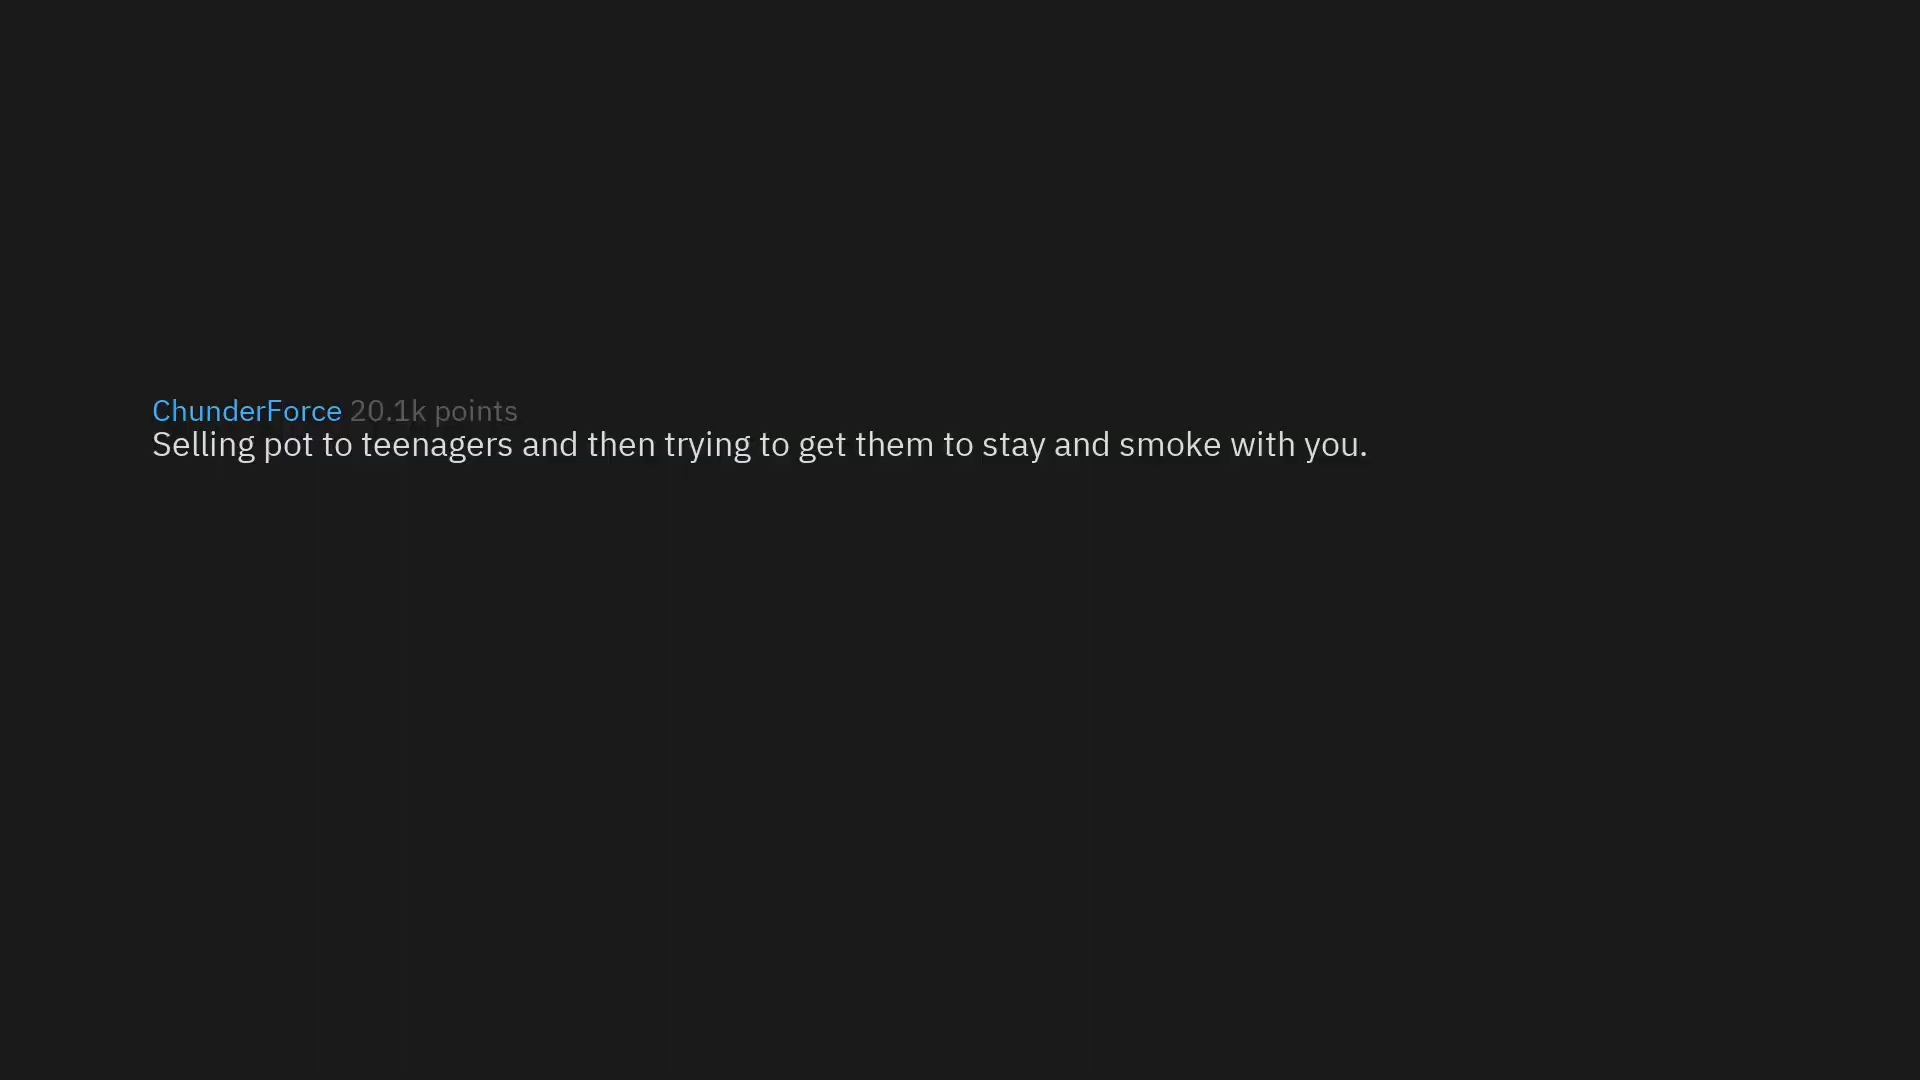 ChunderForce 20.1k points
Selling pot to teenagers and then trying to get them to stay and smoke with you.